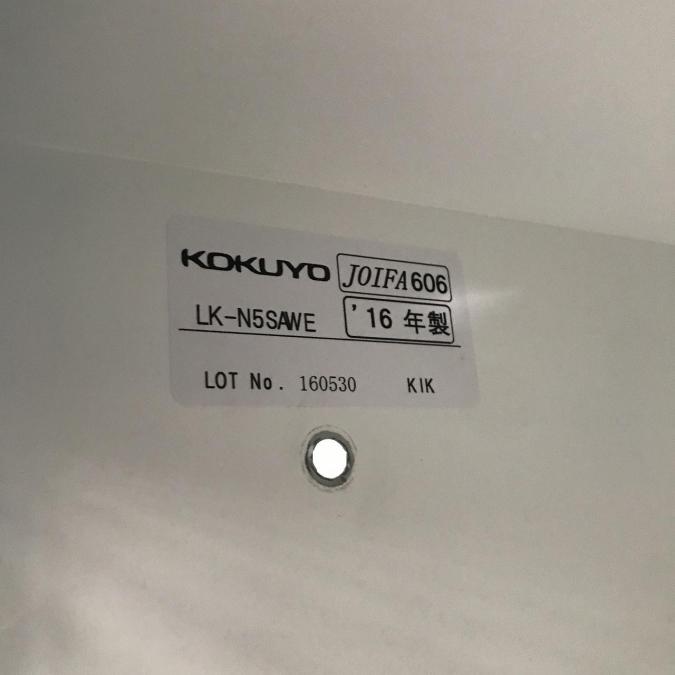 KOKUYO JOIFA606
LK-N5SAWE '16 年製
LOT No. 160530 KIK